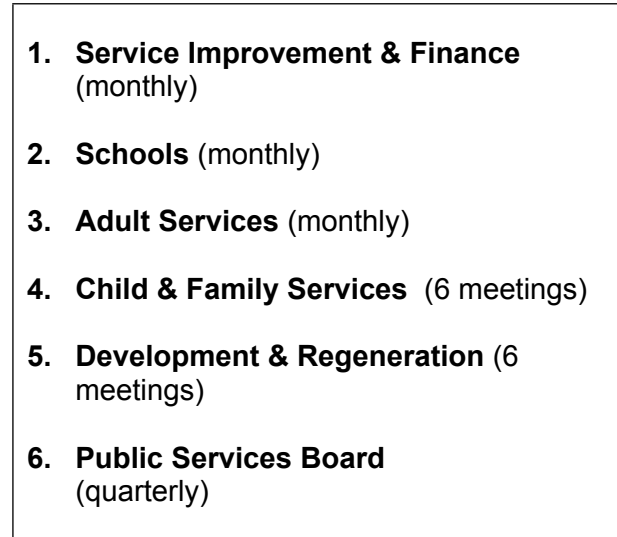 1. Service Improvement & Finance
(monthly)
2. Schools (monthly)
3. Adult Services (monthly)
4. Child & Family Services (6 meetings)
5. Development & Regeneration (6
meetings)
6. Public Services Board
(quarterly)